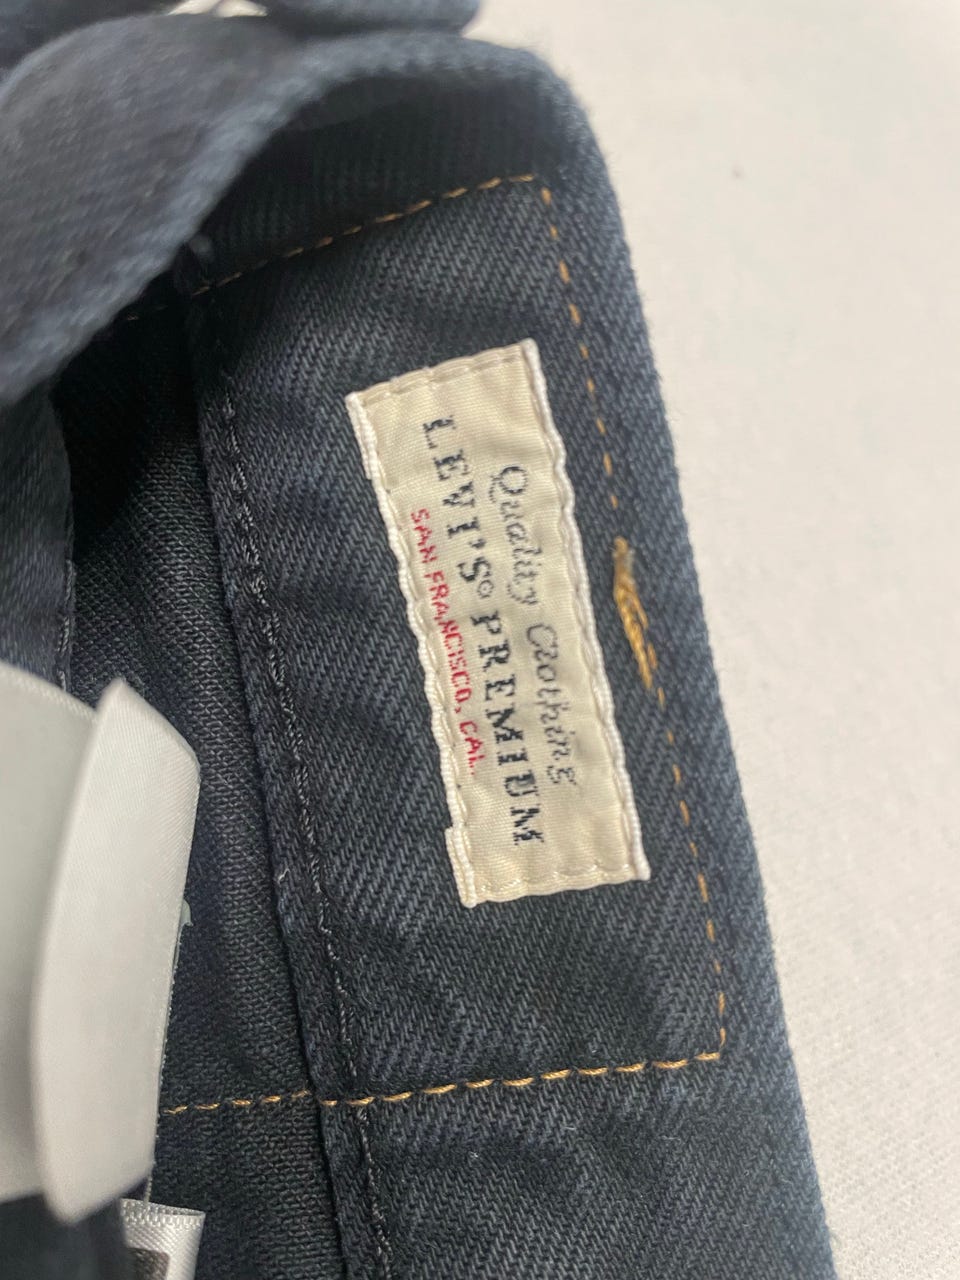 Quality Clothing
LEVI'S® PREMIUM
SAN FRANCISCO, CAL.